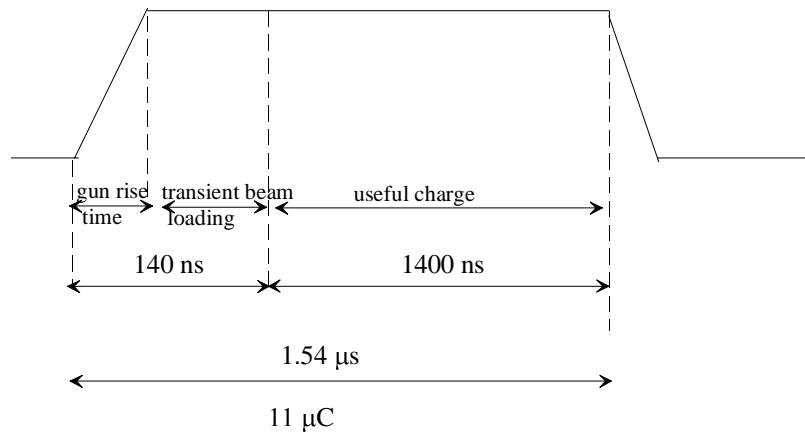 gun rise transient beam
time loading
useful charge
140 ns 1400 ns
1.54 μs
11 μC